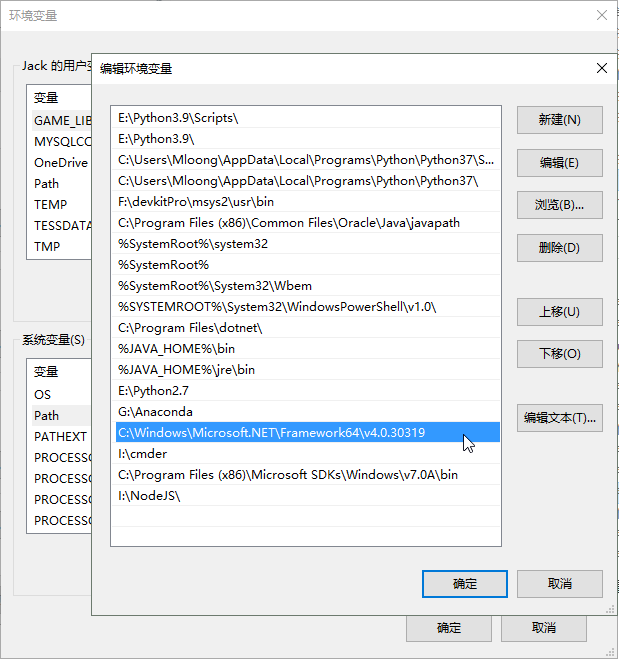 环境变量
Jack 的用户变
变量
GAME_LIB
MYSQLCO
OneDrive
Path
TEMP
TESSDATA
TMP
系统变量(S)
变量
OS
Path
PATHEXT
PROCESSO
PROCESSO
PROCESSO
编辑环境变量
E:\Python3.9\Scripts\
E:\Python3.9\
C:\Users\Mloong\AppData\Local\Programs\Python\Python37\S...
C:\Users\Mloong\AppData\Local\Programs\Python\Python37\
F:\devkitPro\msys2\usr\bin
C:\Program Files (x86)\Common Files\Oracle\Java\javapath
%SystemRoot%\system32
%SystemRoot%
%SystemRoot%\System32\Wbem
%SYSTEMROOT%\System32\WindowsPowerShell\v1.0\
C:\Program Files\dotnet\
%JAVA_HOME%\bin
%JAVA_HOME%\jre\bin
E:\Python2.7
G:\Anaconda
C:\Windows\Microsoft.NET\Framework64\v4.0.30319
I:\cmder
C:\Program Files (x86)\Microsoft SDKs\Windows\v7.0A\bin
I:\NodeJS\
新建(N)
编辑(E)
浏览(B)...
删除(D)
上移(U)
下移(O)
编辑文本(T)...
确定
取消
确定
取消